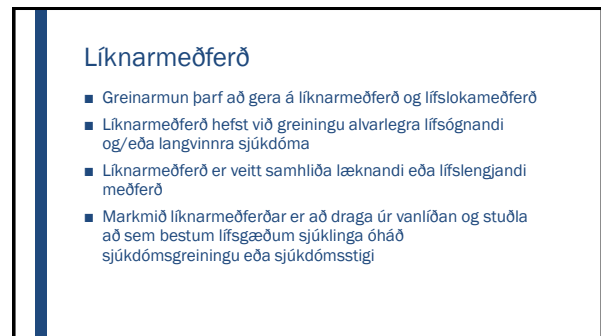 Líknarmeðferð
■ Greinarmun þarf að gera á líknarmeðferð og lífslokameðferð
■ Líknarmeðferð hefst við greiningu alvarlegra lífsógnandi
og/eða langvinnra sjúkdóma
■ Líknarmeðferð er veitt samhliða læknandi eða lífslengjandi
meðferð
■ Markmið líknarmeðferðar er að draga úr vanlíðan og stuðla
að sem bestum lífsgæðum sjúklinga óháð
sjúkdómsgreiningu eða sjúkdómsstigi